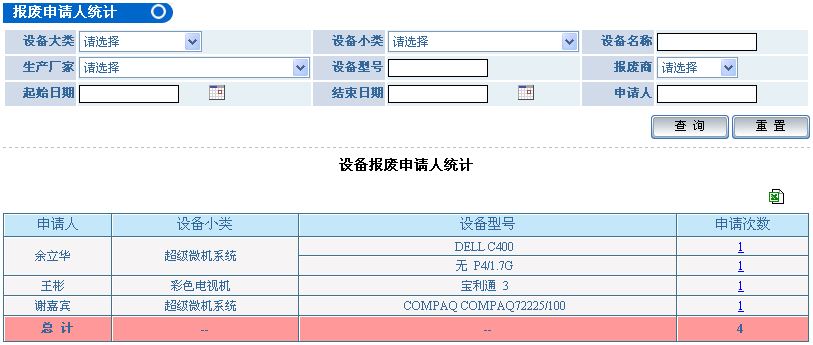 报废申请人统计
设备大类 请选择 设备小类 请选择 设备名称
生产厂家 请选择 设备型号 报废商 请选择
起始日期 结束日期 申请人
查 询 重 置
设备报废申请人统计
申请人 设备小类 设备型号 申请次数
余立华 超级微机系统 DELL C400 1
无 P4/1.7G 1
王彬 彩色电视机 宝利通 3 1
谢嘉宾 超级微机系统 COMPAQ COMPAQ72225/100 1
总 计 -- -- 4